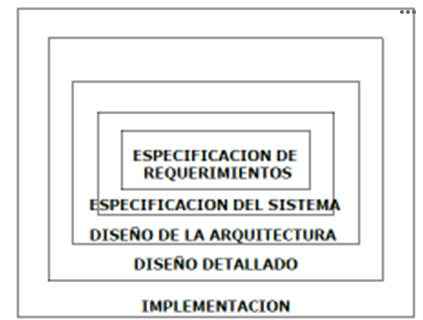 ESPECIFICACION DE
REQUERIMIENTOS
ESPECIFICACION DEL SISTEMA
DISEÑO DE LA ARQUITECTURA
DISEÑO DETALLADO
IMPLEMENTACION